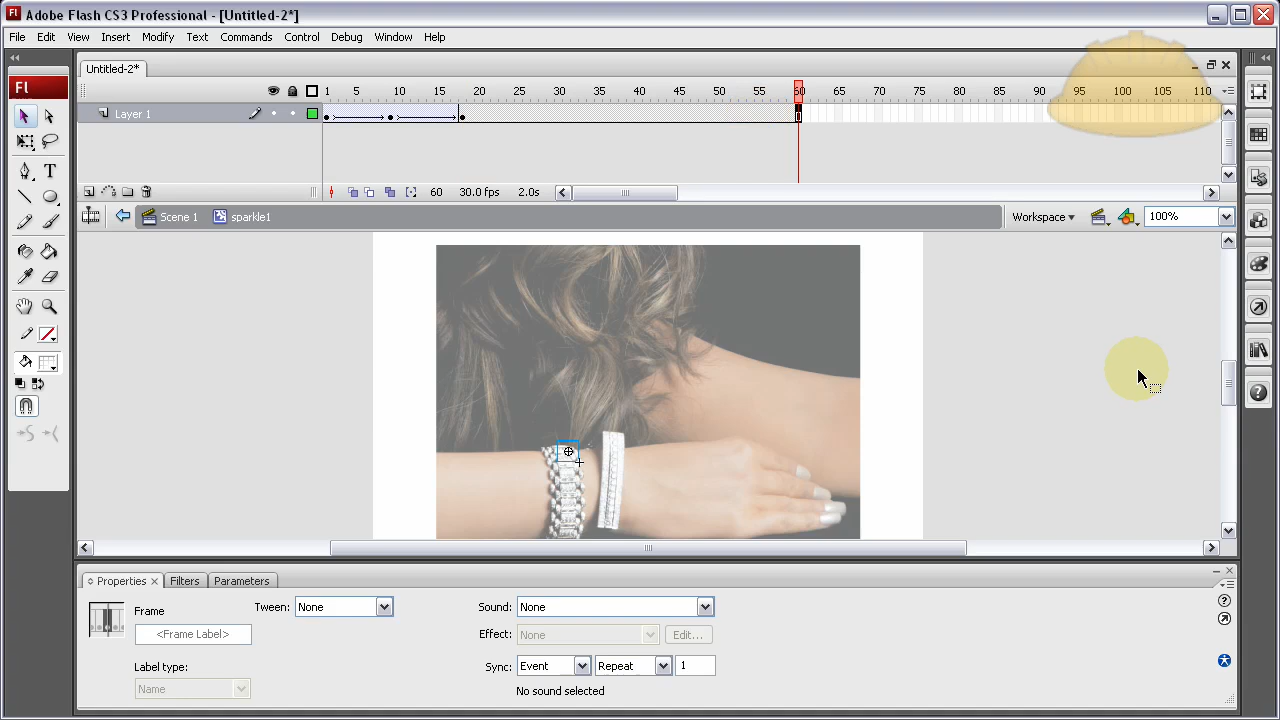 Adobe Flash CS3 Professional - [Untitled-2*]
File Edit View Insert Modify Text Commands Control Debug Window Help
Fl
Untitled-2*
1 5 10 15 20 25 30 35 40 45 50 55 60 65 70 75 80 85 90 95 100 105 110
Layer 1
60 30.0 fps 2.0s
Scene 1 sparkle1 Workspace 100%
Properties Filters Parameters
Frame Tween: None Sound: None
<Frame Label> Effect: None Edit...
Label type: Sync: Event Repeat 1
Name No sound selected